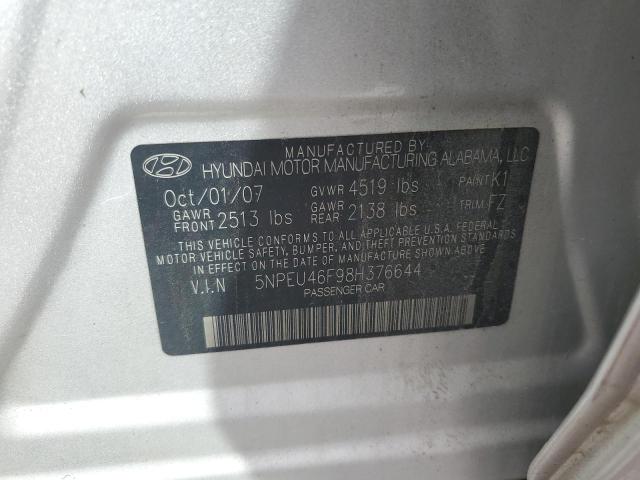 MANUFACTURED BY
HYUNDAI MOTOR MANUFACTURING ALABAMA, LLC
Oct/01/07 GVWR 4519 lbs PAINT K1
GAWR FRONT 2513 lbs GAWR REAR 2138 lbs TRIM FZ
THIS VEHICLE CONFORMS TO ALL APPLICABLE U.S.A. FEDERAL
MOTOR VEHICLE SAFETY, BUMPER, AND THEFT PREVENTION STANDARDS
IN EFFECT ON THE DATE OF MANUFACTURE SHOWN ABOVE
V.I.N 5NPEU46F98H376644
PASSENGER CAR